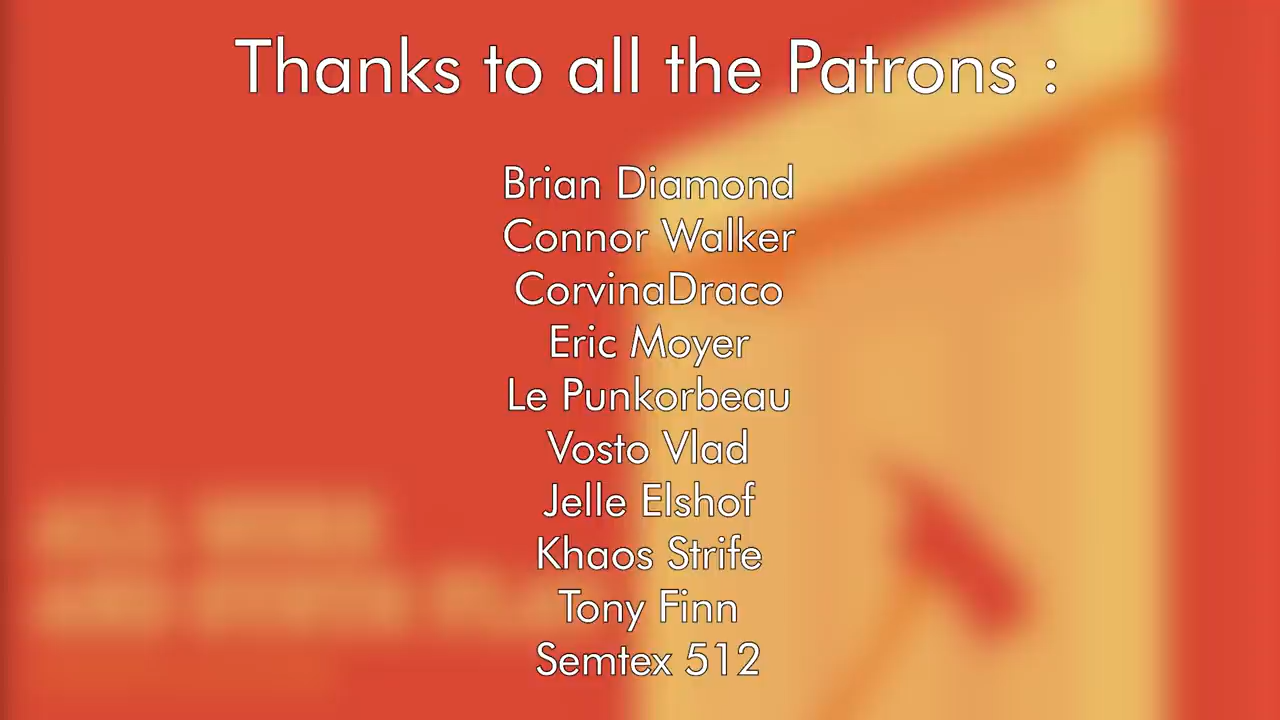 Thanks to all the Patrons :
Brian Diamond
Connor Walker
CorvinaDraco
Eric Moyer
Le Punkorbeau
Vosto Vlad
Jelle Elshof
Khaos Strife
Tony Finn
Semtex 512